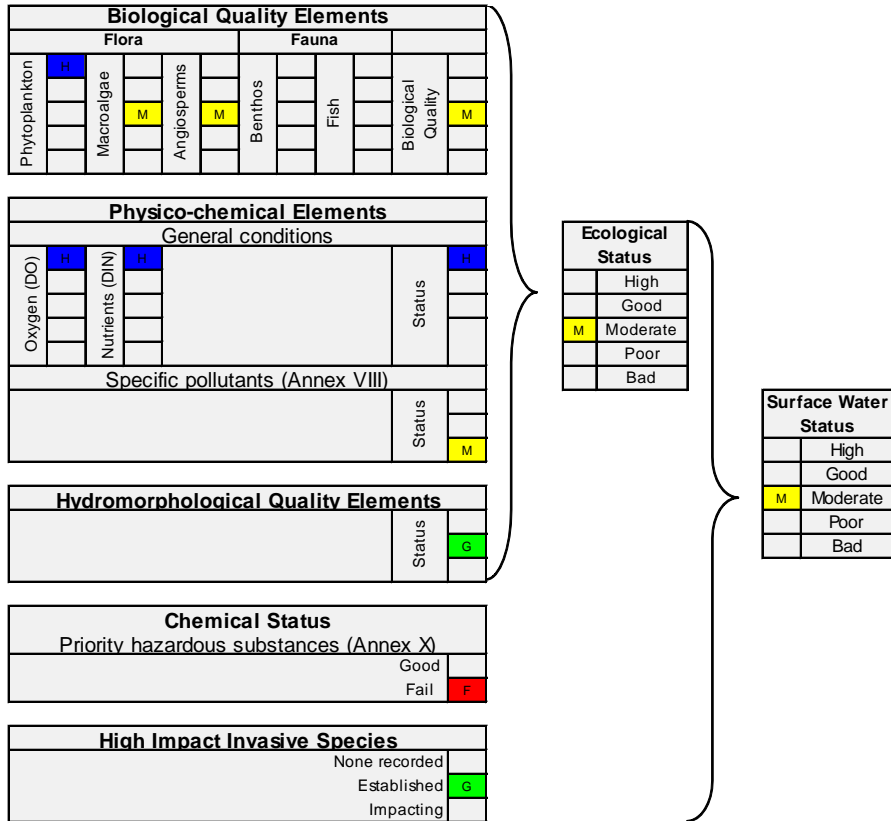 Biological Quality Elements
Flora Fauna
Phytoplankton H Macroalgae M Angiosperms M Benthos Fish Biological Quality M
Physico-chemical Elements
General conditions
Oxygen (DO) H Nutrients (DIN) H Status H
Specific pollutants (Annex VIII)
Status M
Hydromorphological Quality Elements
Status G
Chemical Status
Priority hazardous substances (Annex X)
Good
Fail F
High Impact Invasive Species
None recorded
Established G
Impacting
Ecological
Status
High
Good
M Moderate
Poor
Bad
Surface Water
Status
High
Good
M Moderate
Poor
Bad